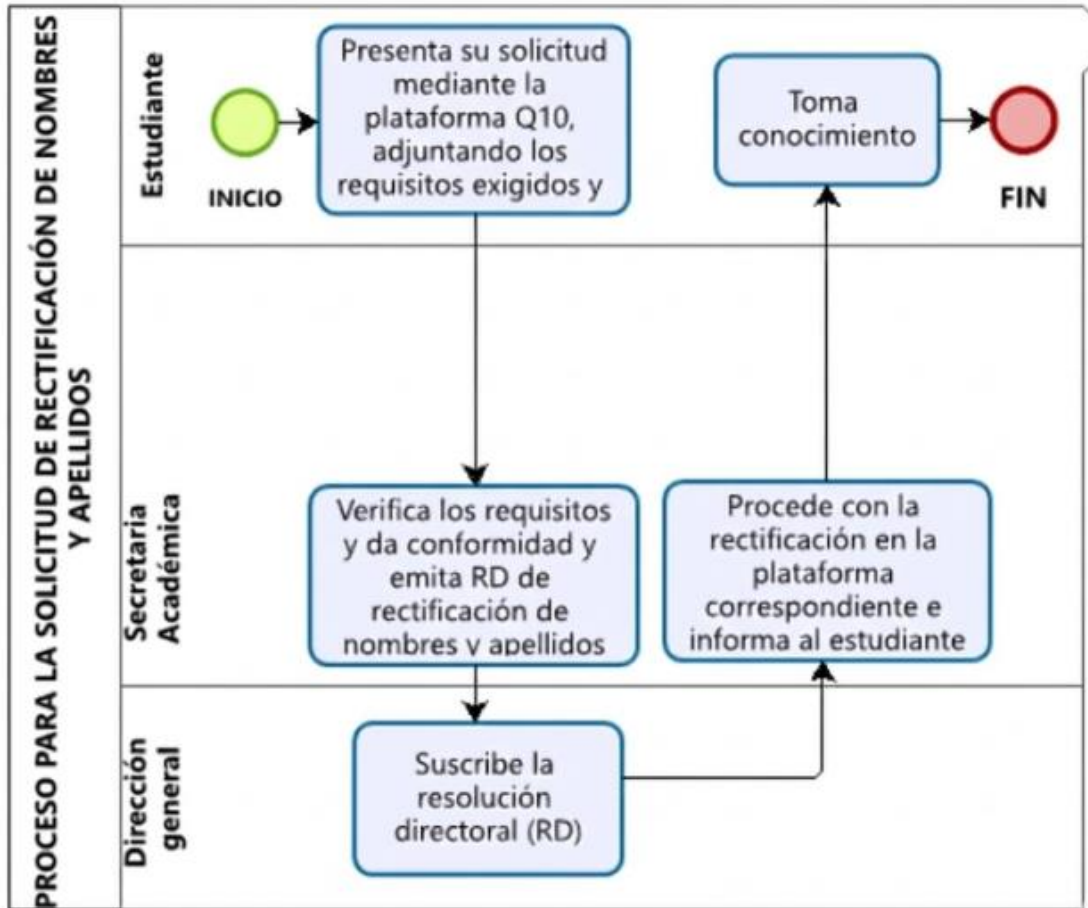 PROCESO PARA LA SOLICITUD DE RECTIFICACIÓN DE NOMBRES
Y APELLIDOS
Estudiante
INICIO
Presenta su solicitud
mediante la
plataforma Q10,
adjuntando los
requisitos exigidos y
Toma
conocimiento
FIN
Secretaria
Académica
Verifica los requisitos
y da conformidad y
emita RD de
rectificación de
nombres y apellidos
Procede con la
rectificación en la
plataforma
correspondiente e
informa al estudiante
Dirección
general
Suscribe la
resolución
directoral (RD)